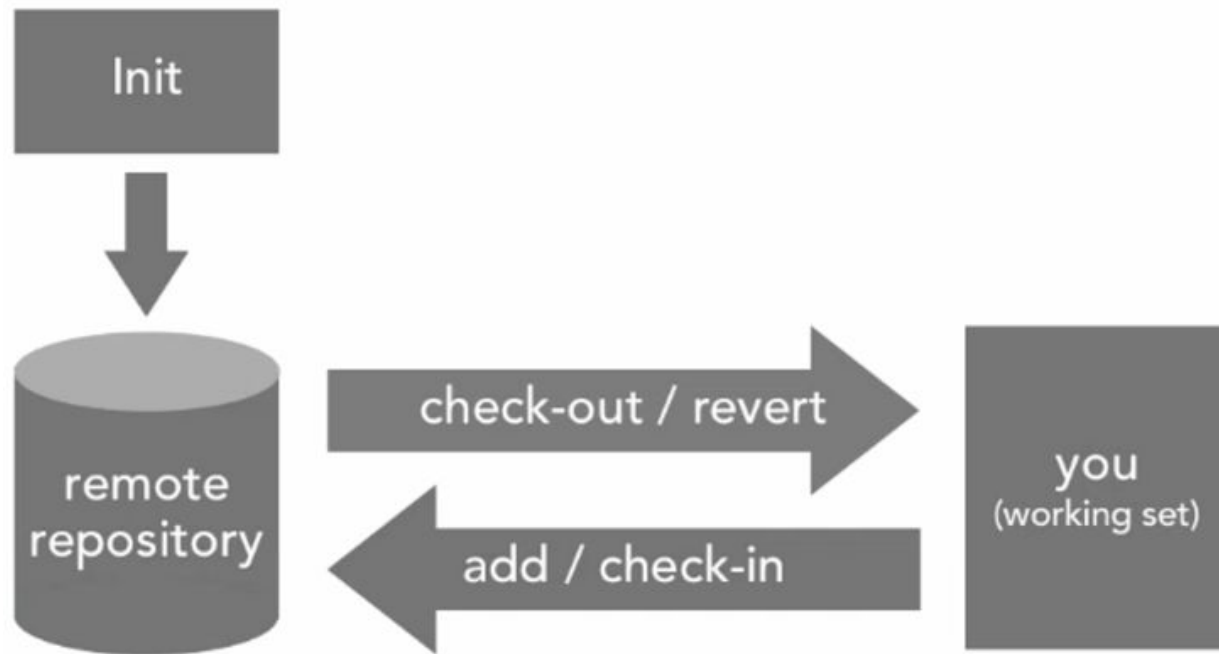 Init
check-out / revert
remote
repository
add / check-in
you
(working set)